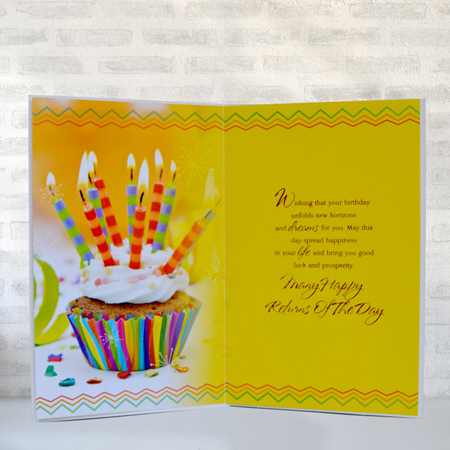 Wishing that your birthday
unfolds new horizons
and dreams for you. May this
day spread happiness
in your life and bring you good
luck and prosperity.
Many Happy
Returns Of The Day